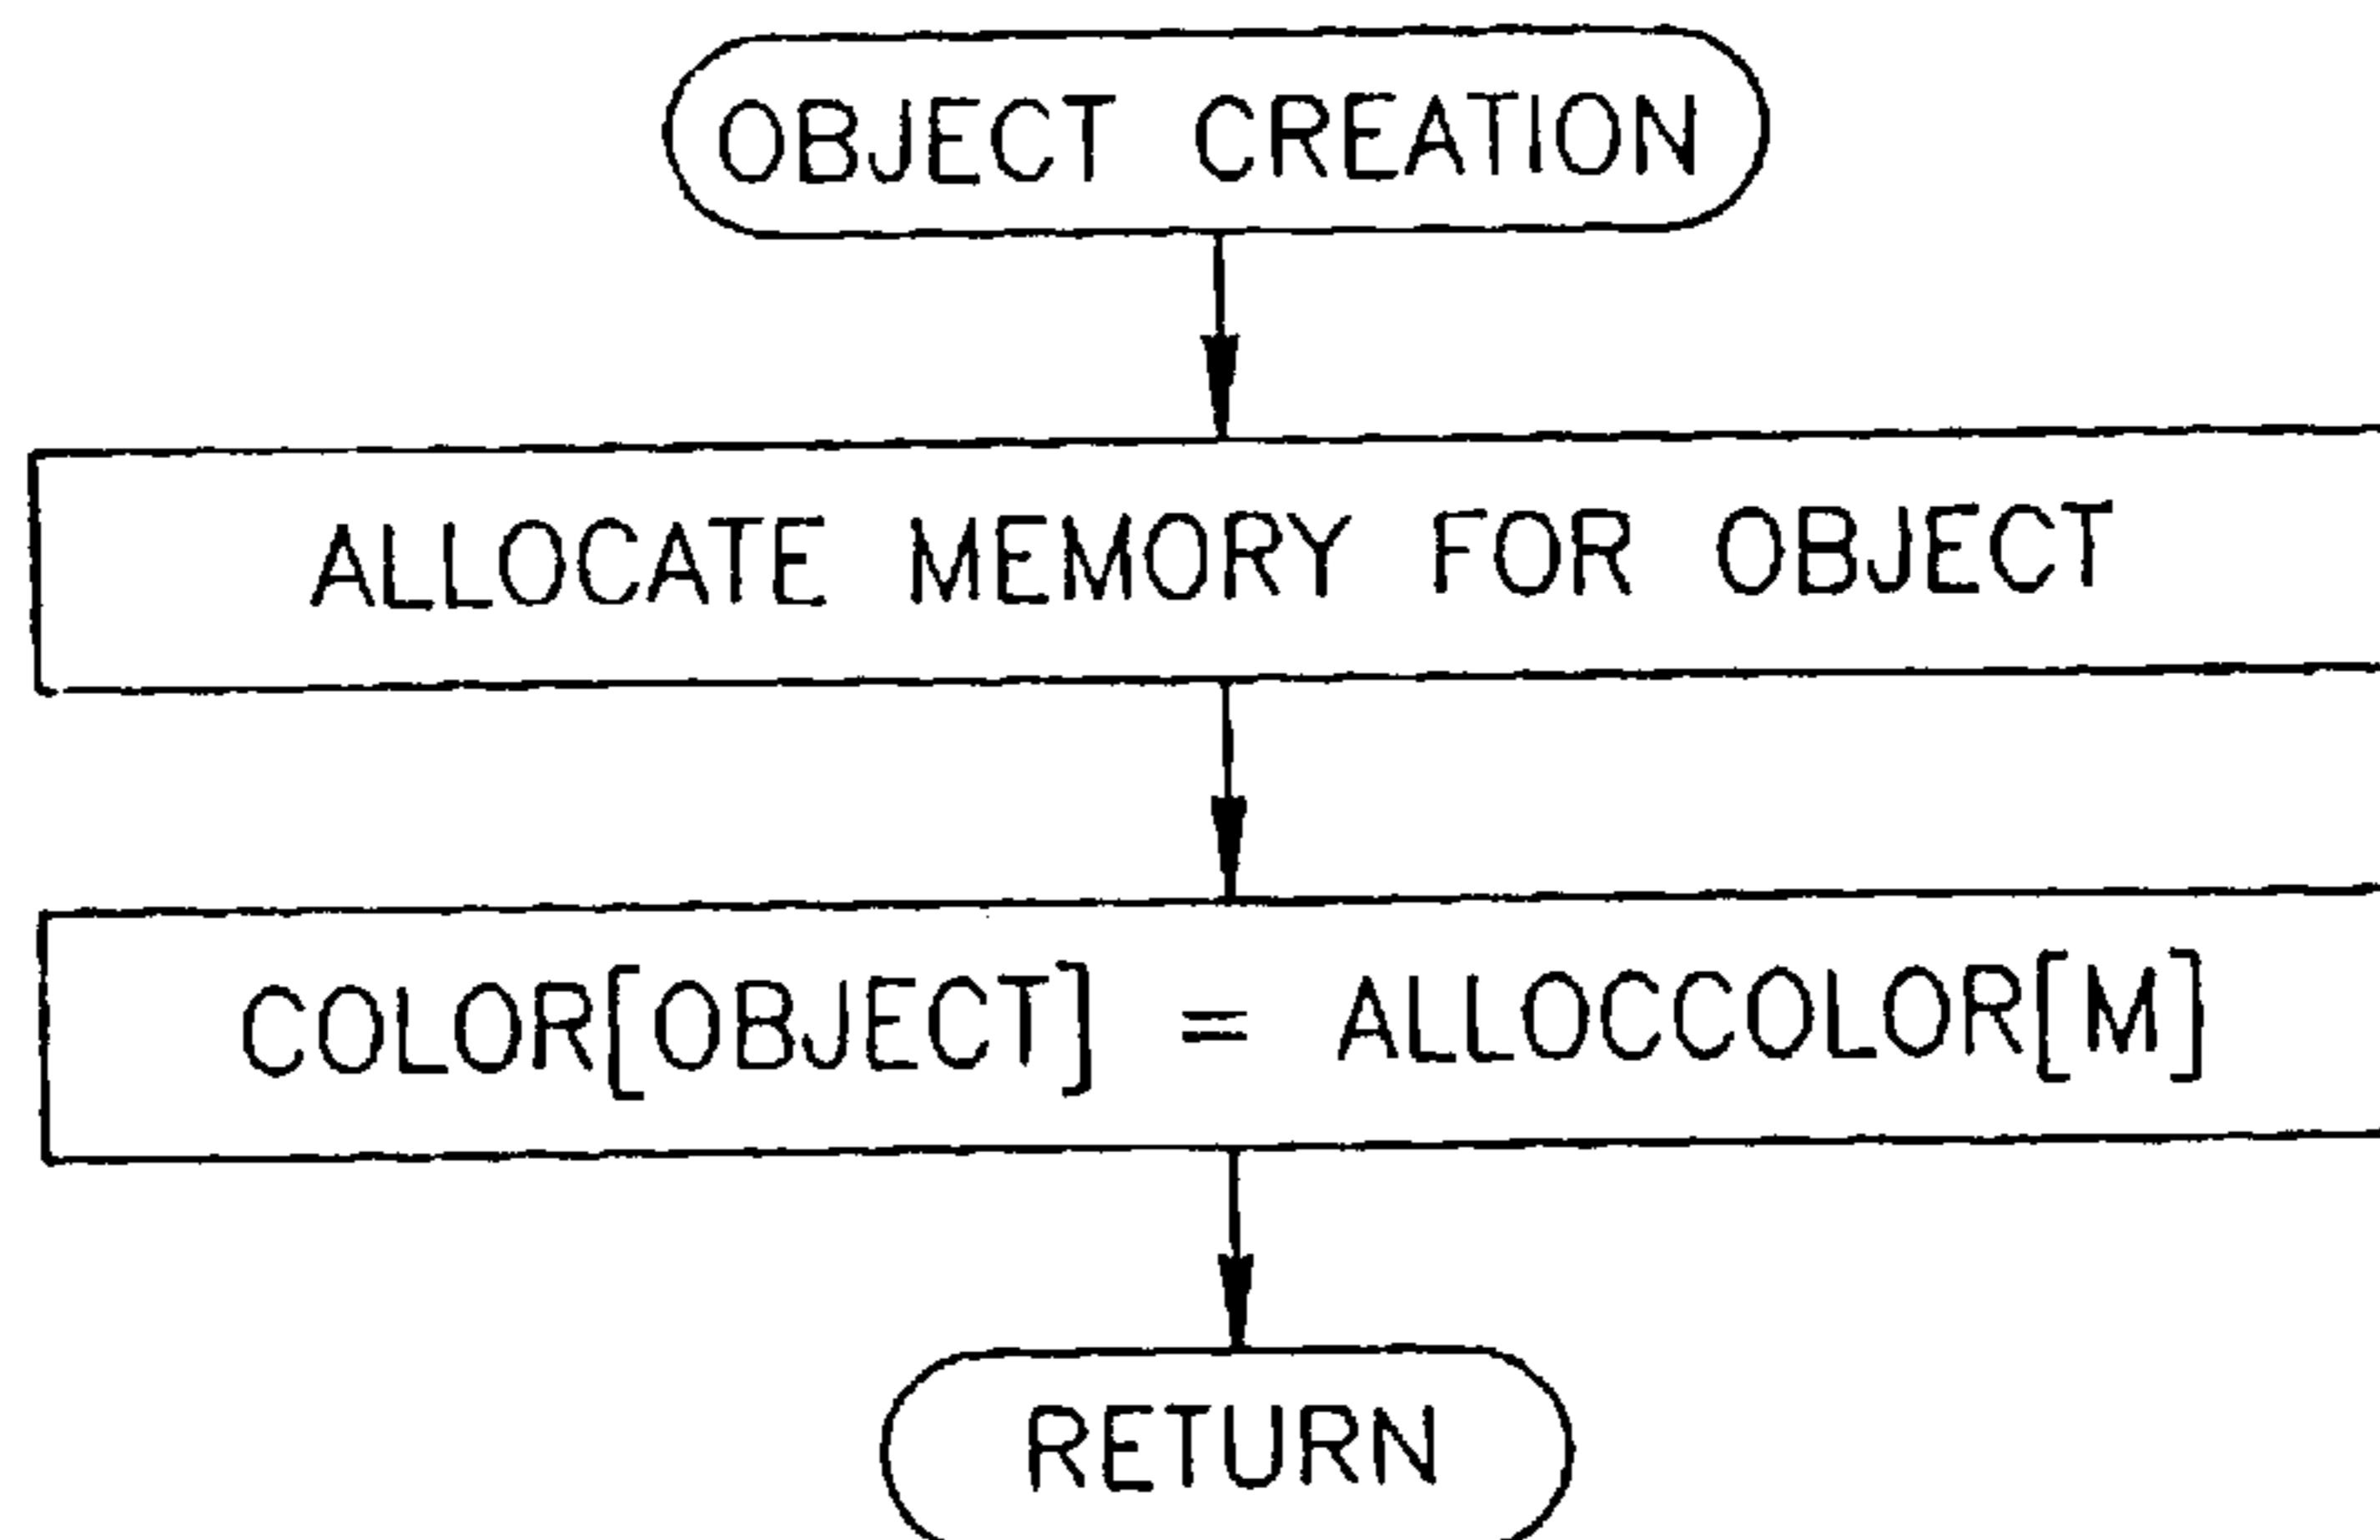 OBJECT CREATION
ALLOCATE MEMORY FOR OBJECT
COLOR[OBJECT] = ALLOCCOLOR[M]
RETURN